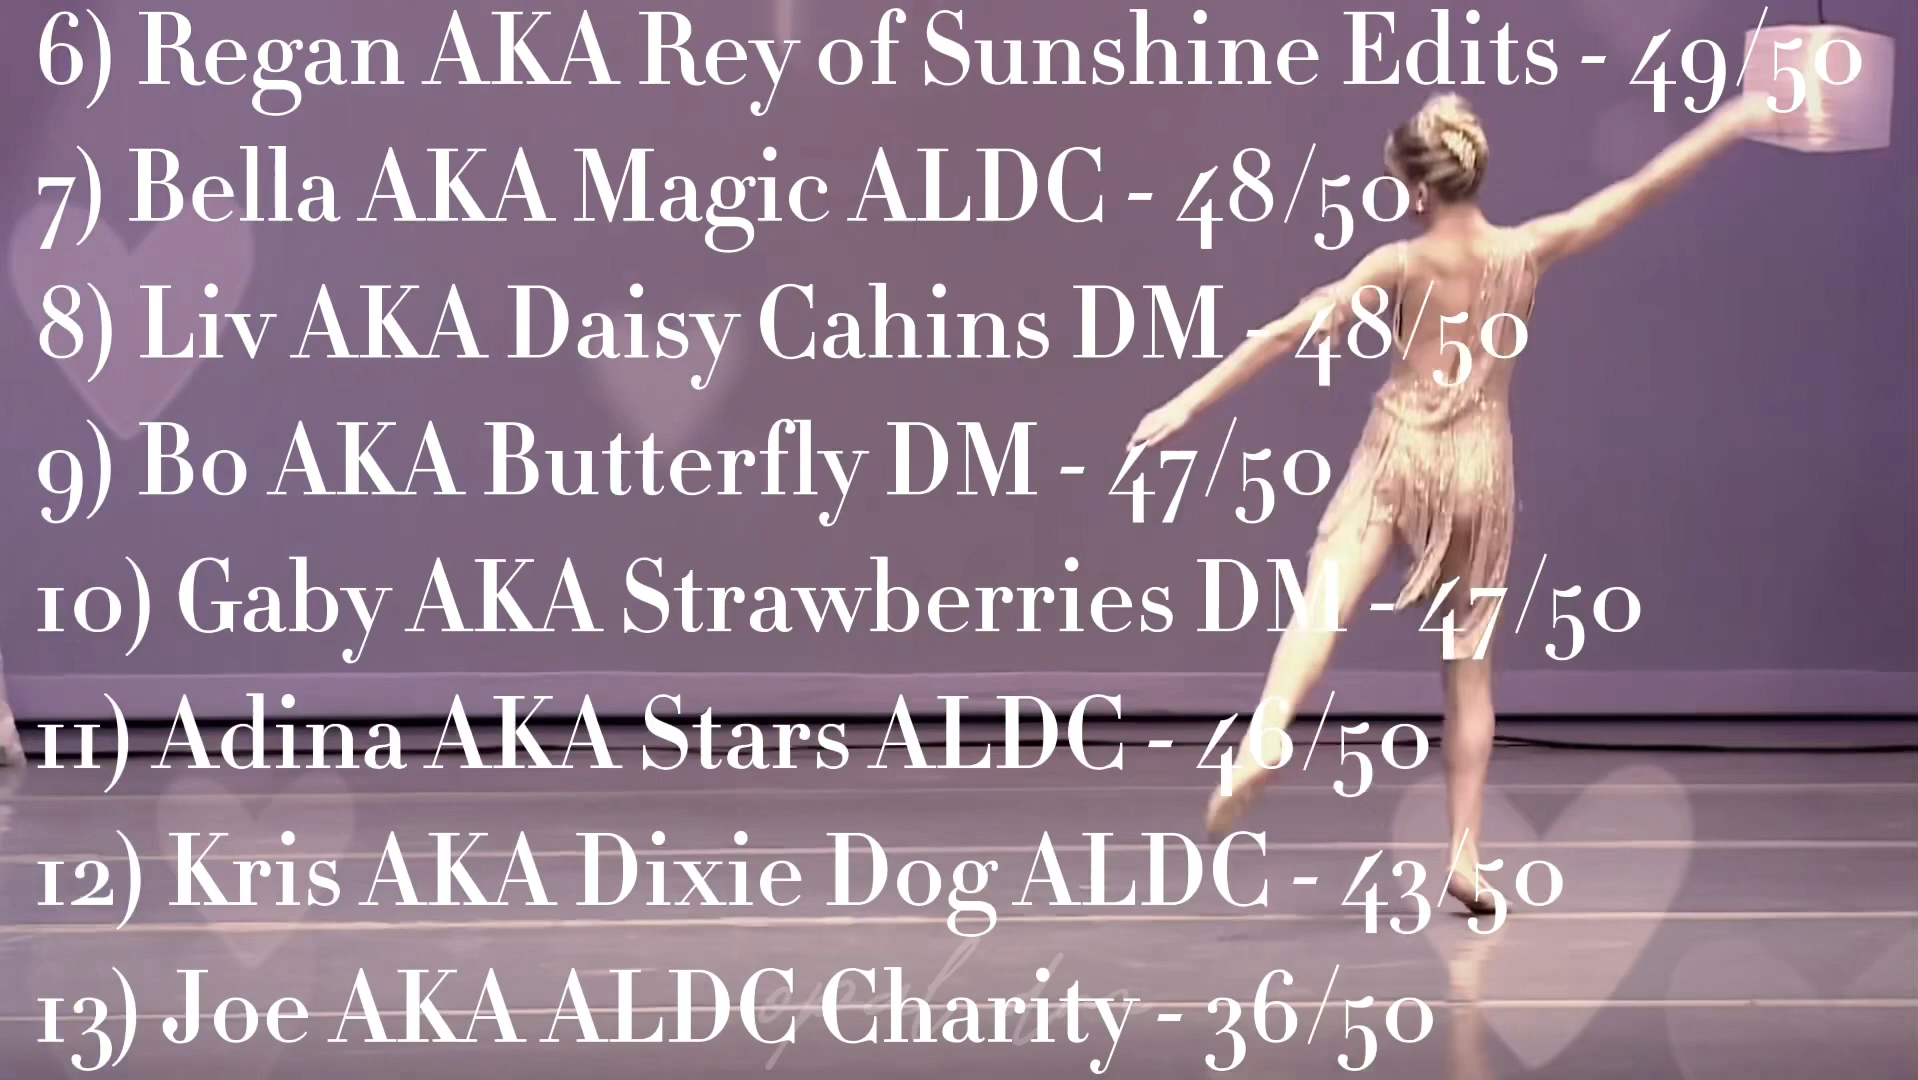 6) Regan AKA Rey of Sunshine Edits - 49/50
7) Bella AKA Magic ALDC - 48/50
8) Liv AKA Daisy Cahins DM - 48/50
9) Bo AKA Butterfly DM - 47/50
10) Gaby AKA Strawberries DM - 47/50
11) Adina AKA Stars ALDC - 46/50
12) Kris AKA Dixie Dog ALDC - 43/50
13) Joe AKA ALDC Charity - 36/50